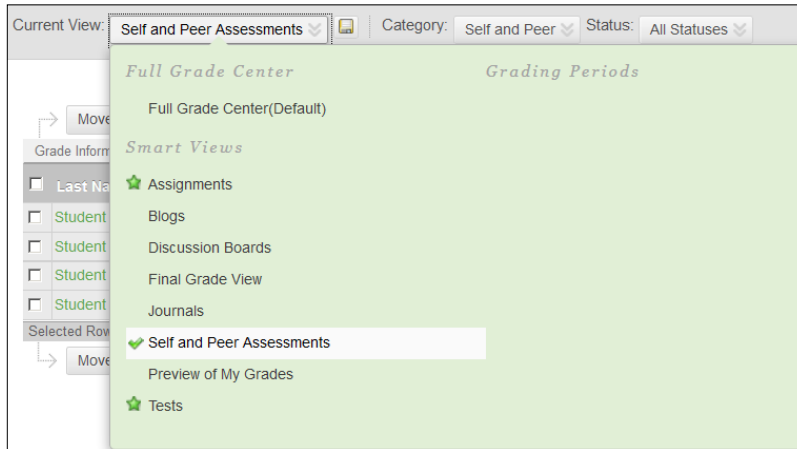 Current View: Self and Peer Assessments Category: Self and Peer Status: All Statuses
Full Grade Center Grading Periods
Full Grade Center(Default)
Move
Grade Inform
Smart Views
Last Na
Assignments
Student
Blogs
Student
Discussion Boards
Student
Final Grade View
Student
Journals
Selected Row
Self and Peer Assessments
Move
Preview of My Grades
Tests